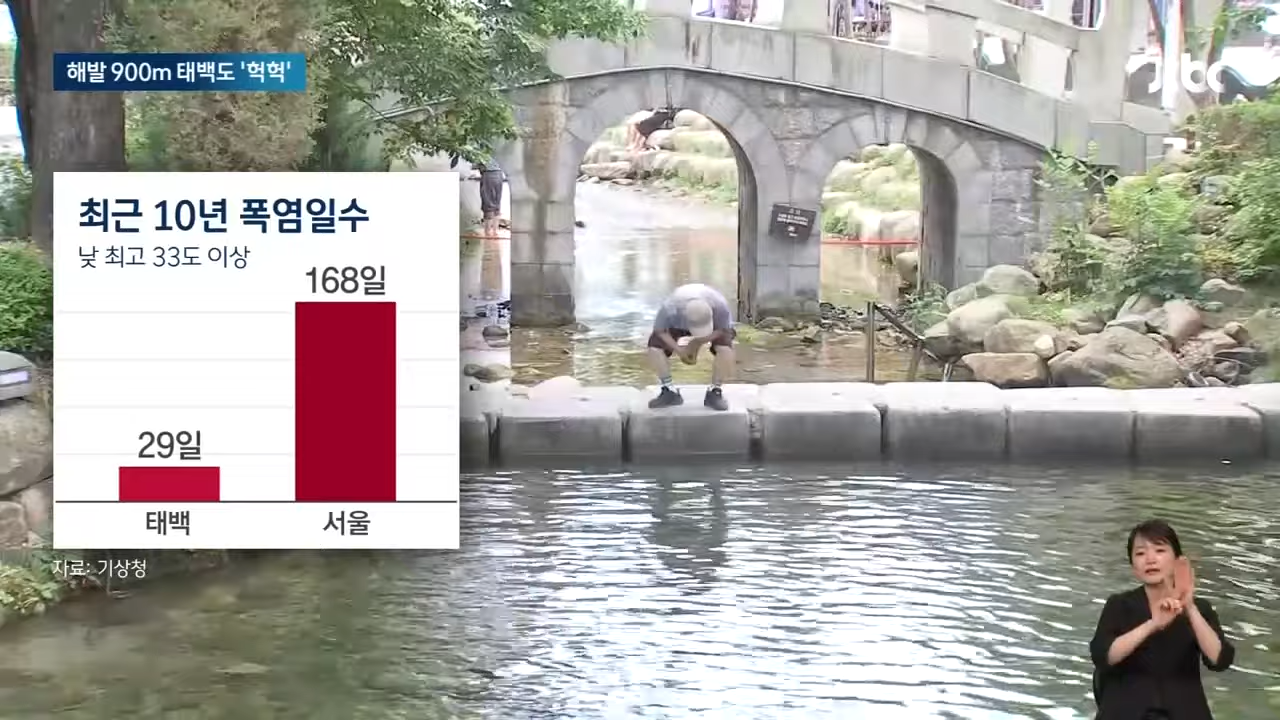 해발 900m 태백도 '헉헉'
jtbc
최근 10년 폭염일수
낮 최고 33도 이상
168일
29일
태백
서울
자료: 기상청